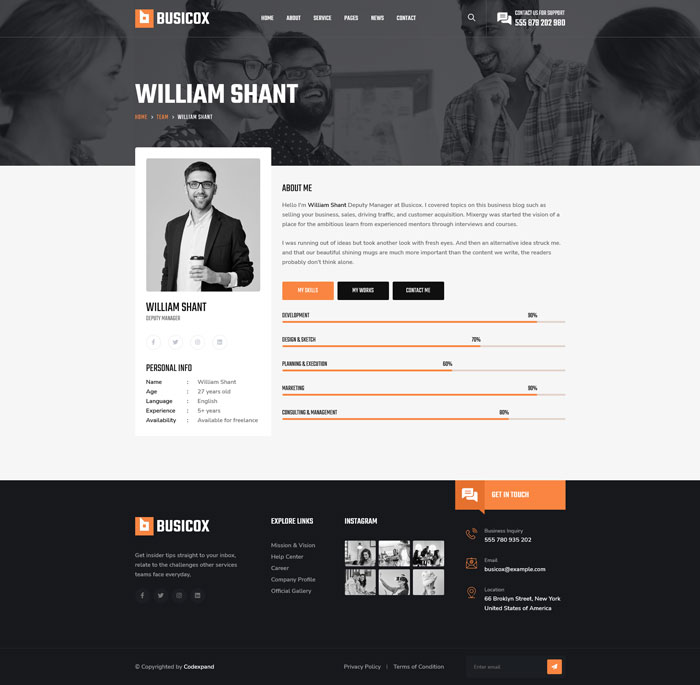 BUSICOX
HOME ABOUT SERVICE PAGES NEWS CONTACT
CONTACT US FOR SUPPORT
555 879 202 980
WILLIAM SHANT
HOME > TEAM > WILLIAM SHANT
WILLIAM SHANT
DEPUTY MANAGER
PERSONAL INFO
Name : William Shant
Age : 27 years old
Language : English
Experience : 5+ years
Availability : Available for freelance
ABOUT ME
Hello I'm William Shant Deputy Manager at Busicox. I covered topics on this business blog such as
selling your business, sales, driving traffic, and customer acquisition. Mixergy was started the vision of a
place for the ambitious learn from experienced mentors through interviews and courses.
I was running out of ideas but took another look with fresh eyes. And then an alternative idea struck me.
and that our beautiful shining mugs are much more important than the content we write, the readers
probably don't think alone.
MY SKILLS MY WORKS CONTACT ME
DEVELOPMENT 90%
DESIGN & SKETCH 70%
PLANNING & EXECUTION 60%
MARKETING 90%
CONSULTING & MANAGEMENT 80%
GET IN TOUCH
BUSICOX
Get insider tips straight to your inbox,
relate to the challenges other services
teams face everyday,
EXPLORE LINKS
Mission & Vision
Help Center
Career
Company Profile
Official Gallery
INSTAGRAM
Business Inquiry
555 780 935 202
Email
busicox@example.com
Location
66 Broklyn Street, New York
United States of America
© Copyrighted by Codexpand
Privacy Policy | Terms of Condition
Enter email